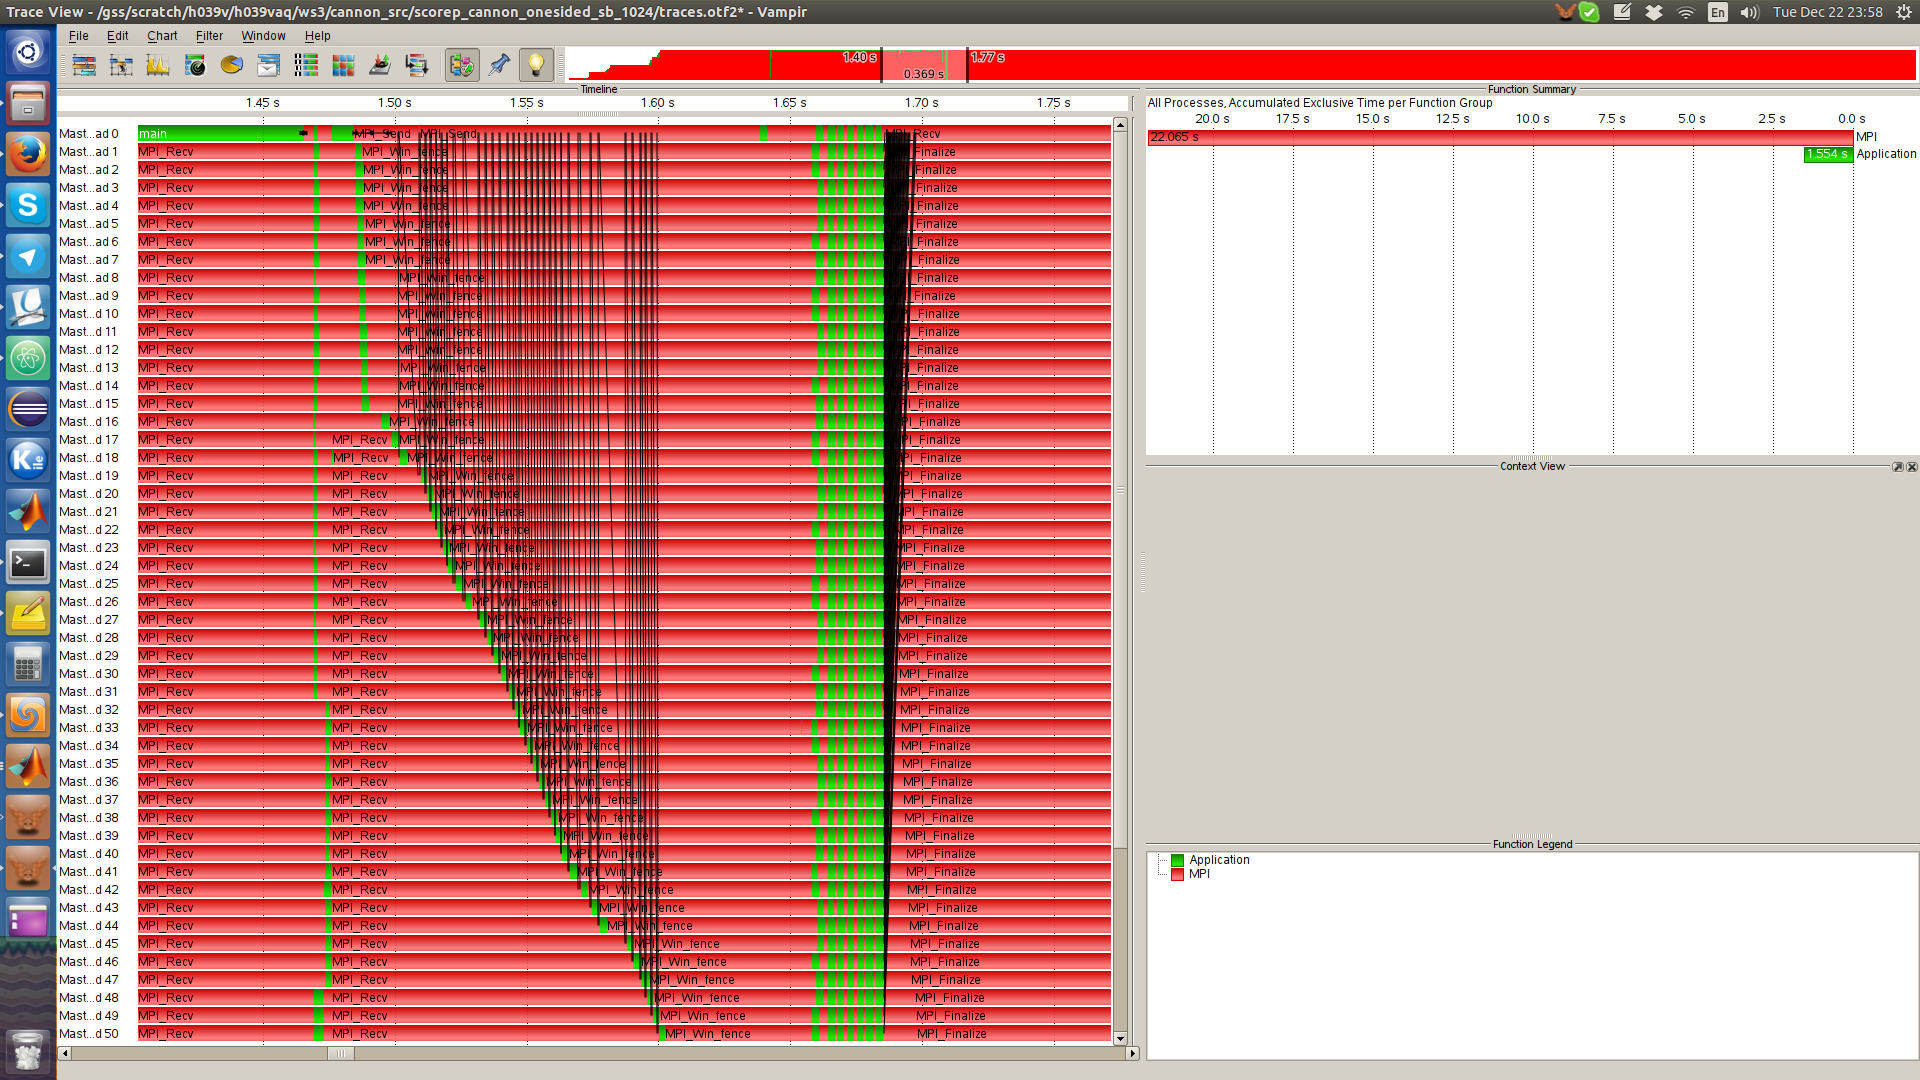 Trace View - /gss/scratch/h039v/h039vaq/ws3/cannon_src/scorep_cannon_onesided_sb_1024/traces.otf2* - Vampir
En Tue Dec 22 23:58
File Edit Chart Filter Window Help
1.40 s 1.77 s
0.369 s
Timeline
1.45 s 1.50 s 1.55 s 1.60 s 1.65 s 1.70 s 1.75 s
Mast...ad 0 main MPI_Send MPI_Send MPI_Recv
Mast...ad 1 MPI_Recv MPI_Win_fence Finalize
Mast...ad 2 MPI_Recv MPI_Win_fence Finalize
Mast...ad 3 MPI_Recv MPI_Win_fence Finalize
Mast...ad 4 MPI_Recv MPI_Win_fence Finalize
Mast...ad 5 MPI_Recv MPI_Win_fence Finalize
Mast...ad 6 MPI_Recv MPI_Win_fence Finalize
Mast...ad 7 MPI_Recv MPI_Win_fence Finalize
Mast...ad 8 MPI_Recv MPI_Win_fence Finalize
Mast...ad 9 MPI_Recv MPI_Win_fence Finalize
Mast...d 10 MPI_Recv MPI_Win_fence Finalize
Mast...d 11 MPI_Recv MPI_Win_fence Finalize
Mast...d 12 MPI_Recv MPI_Win_fence Finalize
Mast...d 13 MPI_Recv MPI_Win_fence Finalize
Mast...d 14 MPI_Recv MPI_Win_fence Finalize
Mast...d 15 MPI_Recv MPI_Win_fence Finalize
Mast...d 16 MPI_Recv MPI_Win_fence Finalize
Mast...d 17 MPI_Recv MPI_Recv MPI_Win_fence Finalize
Mast...d 18 MPI_Recv MPI_Recv MPI_Win_fence MPI_Finalize
Mast...d 19 MPI_Recv MPI_Recv MPI_Win_fence MPI_Finalize
Mast...d 20 MPI_Recv MPI_Recv MPI_Win_fence MPI_Finalize
Mast...d 21 MPI_Recv MPI_Recv MPI_Win_fence MPI_Finalize
Mast...d 22 MPI_Recv MPI_Recv MPI_Win_fence MPI_Finalize
Mast...d 23 MPI_Recv MPI_Recv MPI_Win_fence MPI_Finalize
Mast...d 24 MPI_Recv MPI_Recv MPI_Win_fence MPI_Finalize
Mast...d 25 MPI_Recv MPI_Recv MPI_Win_fence MPI_Finalize
Mast...d 26 MPI_Recv MPI_Recv MPI_Win_fence MPI_Finalize
Mast...d 27 MPI_Recv MPI_Recv MPI_Win_fence MPI_Finalize
Mast...d 28 MPI_Recv MPI_Recv MPI_Win_fence MPI_Finalize
Mast...d 29 MPI_Recv MPI_Recv MPI_Win_fence MPI_Finalize
Mast...d 30 MPI_Recv MPI_Recv MPI_Win_fence MPI_Finalize
Mast...d 31 MPI_Recv MPI_Recv MPI_Win_fence MPI_Finalize
Mast...d 32 MPI_Recv MPI_Recv MPI_Win_fence MPI_Finalize
Mast...d 33 MPI_Recv MPI_Recv MPI_Win_fence MPI_Finalize
Mast...d 34 MPI_Recv MPI_Recv MPI_Win_fence MPI_Finalize
Mast...d 35 MPI_Recv MPI_Recv MPI_Win_fence MPI_Finalize
Mast...d 36 MPI_Recv MPI_Recv MPI_Win_fence MPI_Finalize
Mast...d 37 MPI_Recv MPI_Recv MPI_Win_fence MPI_Finalize
Mast...d 38 MPI_Recv MPI_Recv MPI_Win_fence MPI_Finalize
Mast...d 39 MPI_Recv MPI_Recv MPI_Win_fence MPI_Finalize
Mast...d 40 MPI_Recv MPI_Recv MPI_Win_fence MPI_Finalize
Mast...d 41 MPI_Recv MPI_Recv MPI_Win_fence MPI_Finalize
Mast...d 42 MPI_Recv MPI_Recv MPI_Win_fence MPI_Finalize
Mast...d 43 MPI_Recv MPI_Recv MPI_Win_fence MPI_Finalize
Mast...d 44 MPI_Recv MPI_Recv MPI_Win_fence MPI_Finalize
Mast...d 45 MPI_Recv MPI_Recv MPI_Win_fence MPI_Finalize
Mast...d 46 MPI_Recv MPI_Recv MPI_Win_fence MPI_Finalize
Mast...d 47 MPI_Recv MPI_Recv MPI_Win_fence MPI_Finalize
Mast...d 48 MPI_Recv MPI_Recv MPI_Win_fence MPI_Finalize
Mast...d 49 MPI_Recv MPI_Recv MPI_Win_fence MPI_Finalize
Mast...d 50 MPI_Recv MPI_Recv MPI_Win_fence MPI_Finalize
Function Summary
All Processes, Accumulated Exclusive Time per Function Group
20.0 s 17.5 s 15.0 s 12.5 s 10.0 s 7.5 s 5.0 s 2.5 s 0.0 s
22.065 s MPI
1.554 s Application
Context View
Function Legend
Application
MPI